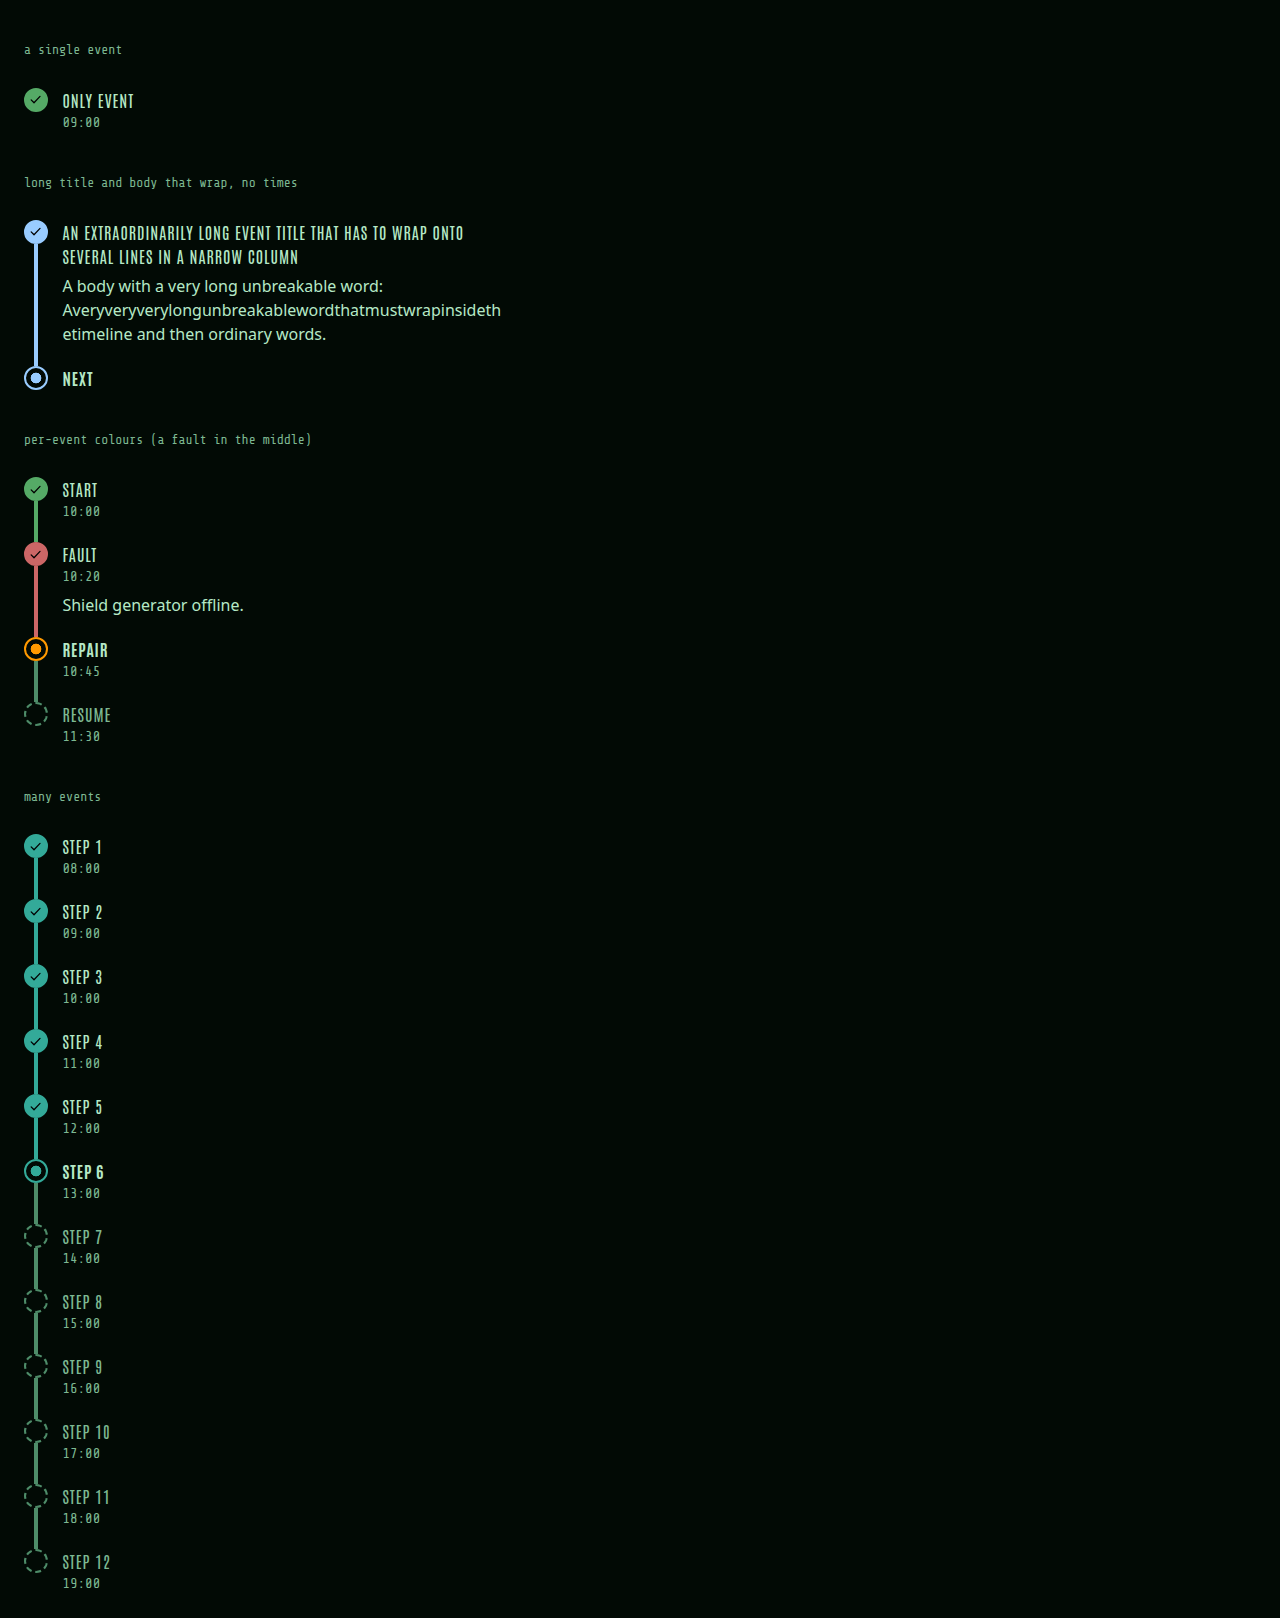 a single event
ONLY EVENT
09:00
long title and body that wrap, no times
AN EXTRAORDINARILY LONG EVENT TITLE THAT HAS TO WRAP ONTO
SEVERAL LINES IN A NARROW COLUMN
A body with a very long unbreakable word:
Averyveryverylongunbreakablewordthatmustwrapinsideth
etimeline and then ordinary words.
NEXT
per-event colours (a fault in the middle)
START
10:00
FAULT
10:20
Shield generator offline.
REPAIR
10:45
RESUME
11:30
many events
STEP 1
08:00
STEP 2
09:00
STEP 3
10:00
STEP 4
11:00
STEP 5
12:00
STEP 6
13:00
STEP 7
14:00
STEP 8
15:00
STEP 9
16:00
STEP 10
17:00
STEP 11
18:00
STEP 12
19:00